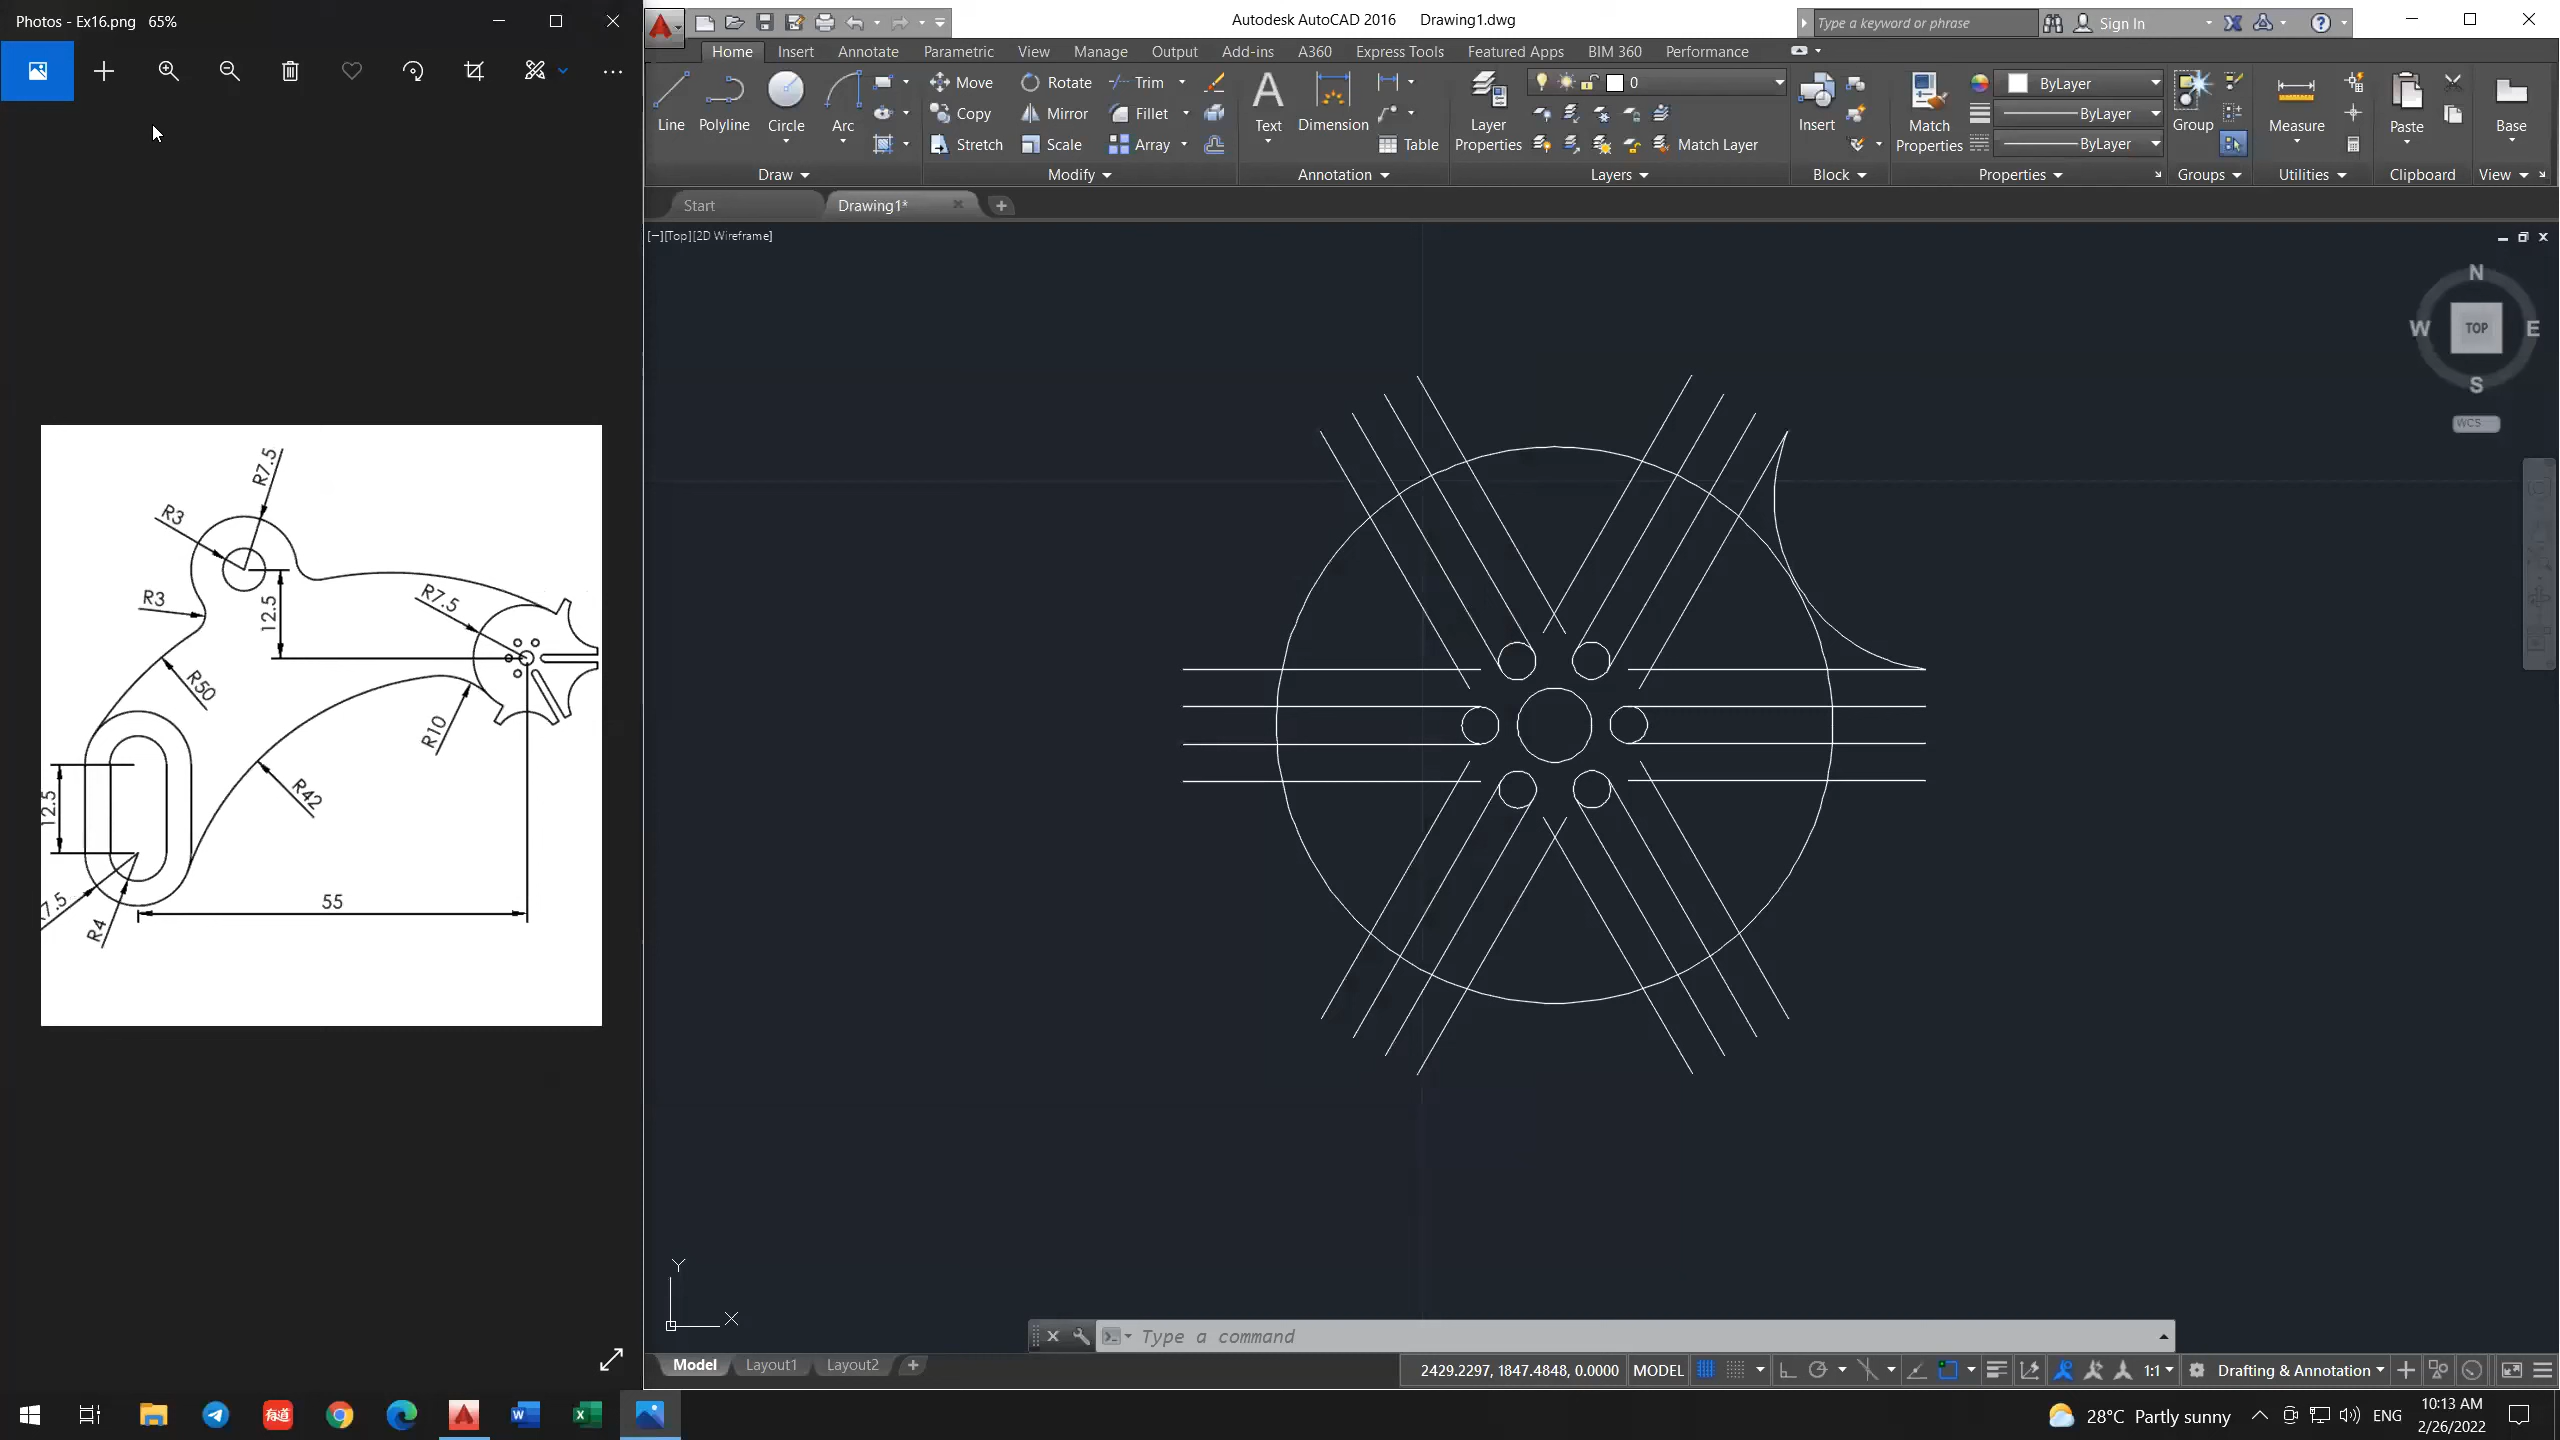 Photos - Ex16.png 65%
R7.5
R3
R3
12.5
R7.5
R50
R10
R42
12.5
55
R4
Autodesk AutoCAD 2016 Drawing1.dwg
Type a keyword or phrase
Sign In
Home Insert Annotate Parametric View Manage Output Add-ins A360 Express Tools Featured Apps BIM 360 Performance
Line Polyline Circle Arc
Move Rotate Trim
Copy Mirror Fillet
Stretch Scale Array
Text Dimension Table
Layer Properties
0
Match Layer
Insert
Match Properties
ByLayer
ByLayer
ByLayer
Group
Measure
Paste
Base
Draw Modify Annotation Layers Block Properties Groups Utilities Clipboard View
Start Drawing1*
[−][Top][2D Wireframe]
N
W TOP E
S
WCS
Y
X
Type a command
Model Layout1 Layout2
2429.2297, 1847.4848, 0.0000 MODEL 1:1 Drafting & Annotation
28°C Partly sunny ENG 10:13 AM
2/26/2022